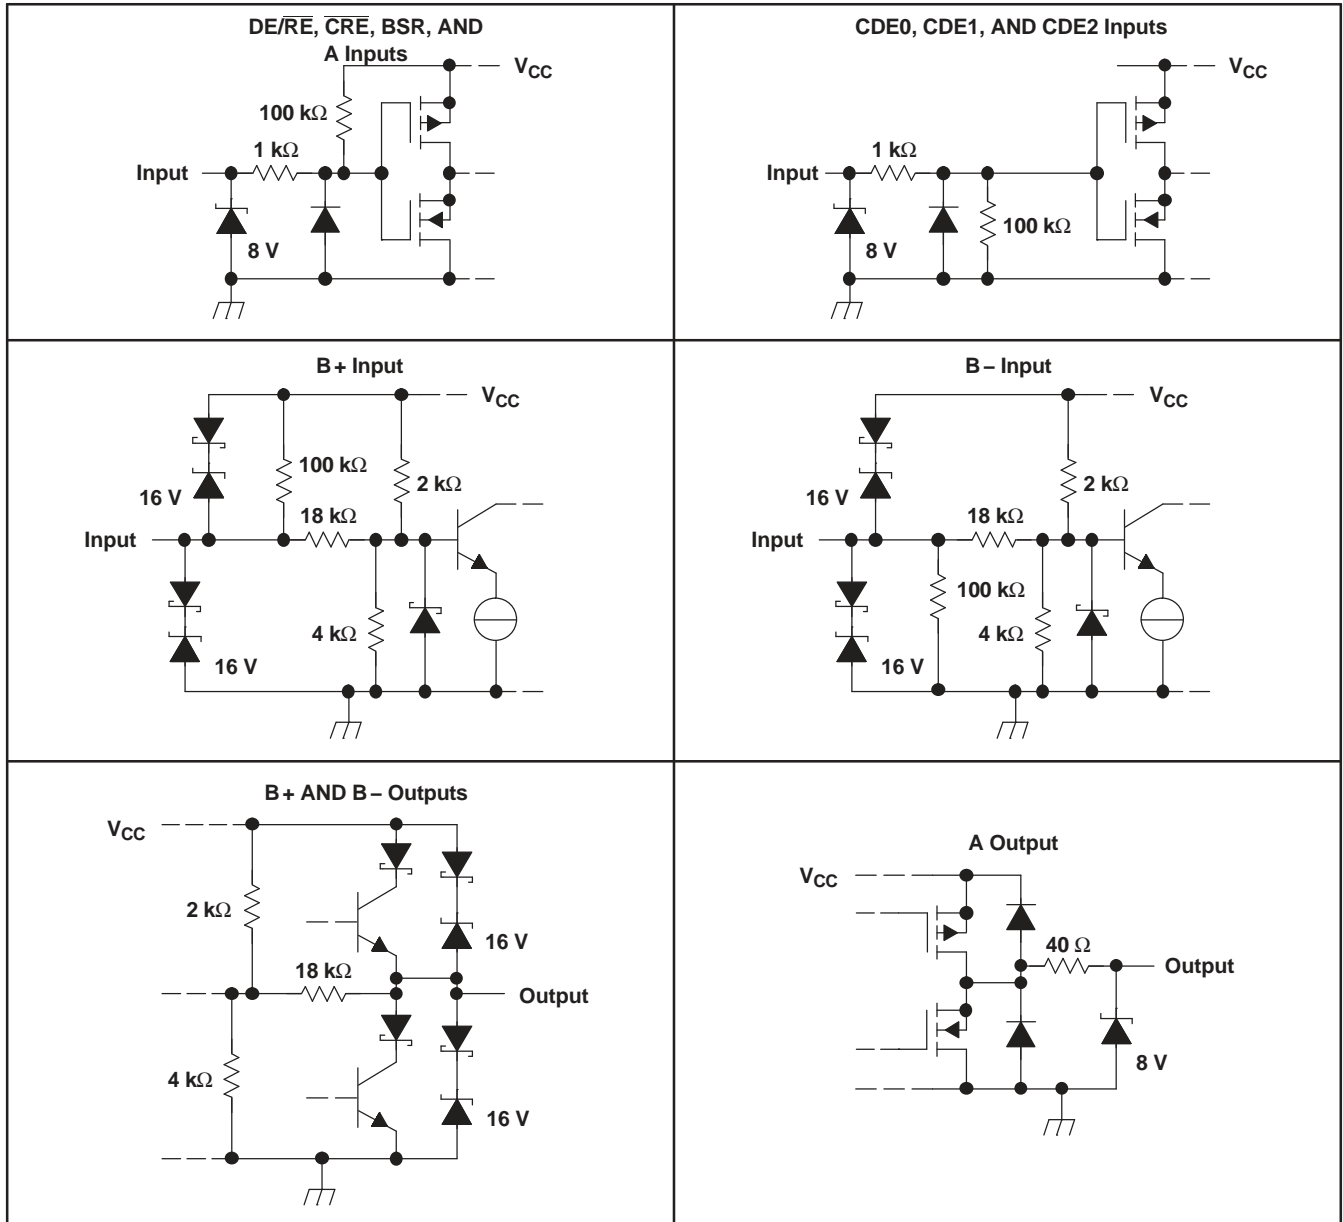 DE/RE, CRE, BSR, AND
A Inputs
VCC
100 kΩ
1 kΩ
Input
8 V
CDE0, CDE1, AND CDE2 Inputs
VCC
1 kΩ
Input
100 kΩ
8 V
B+ Input
VCC
100 kΩ
2 kΩ
16 V
18 kΩ
Input
4 kΩ
16 V
B− Input
VCC
2 kΩ
16 V
18 kΩ
Input
100 kΩ
4 kΩ
16 V
B+ AND B− Outputs
VCC
2 kΩ
16 V
18 kΩ
Output
4 kΩ
16 V
A Output
VCC
40 Ω
Output
8 V